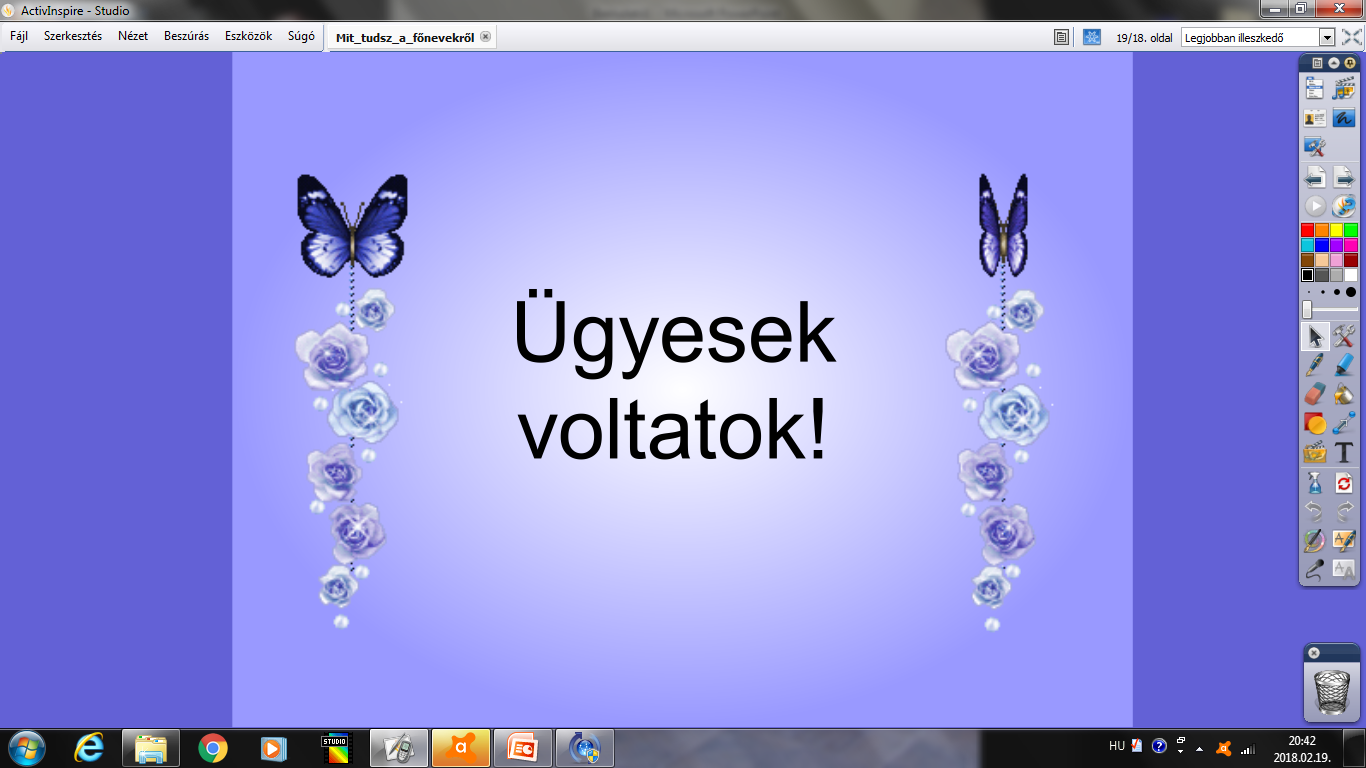 ActivInspire - Studio
Fájl Szerkesztés Nézet Beszúrás Eszközök Súgó
Mit_tudsz_a_főnevekről
19/18. oldal
Legjobban illeszkedő
Ügyesek
voltatok!
STUDIO
HU
20:42
2018.02.19.